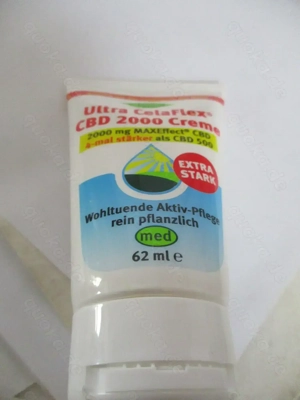 Ultra CelaFlex®
CBD 2000 Creme
2000 mg MAXEffect® CBD
4-mal stärker als CBD 500
EXTRA
STARK
Wohltuende Aktiv-Pflege
rein pflanzlich
med
62 ml e